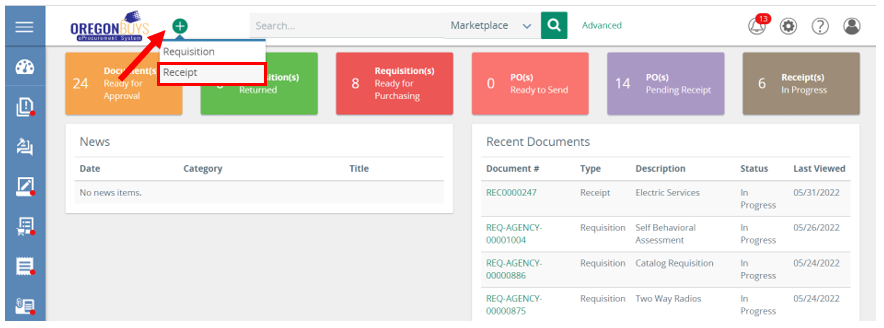 OREGONBUYS
eProcurement System
Search...
Marketplace
Advanced
13
Requisition
Receipt
24
Document(s
Ready for
Approval
sition(s)
Returned
8
Requisition(s)
Ready for
Purchasing
0
PO(s)
Ready to Send
14
PO(s)
Pending Receipt
6
Receipt(s)
In Progress
News
Date Category Title
No news items.
Recent Documents
Document # Type Description Status Last Viewed
REC0000247 Receipt Electric Services In 05/31/2022
Progress
REQ-AGENCY- Requisition Self Behavioral In 05/26/2022
00001004 Assessment Progress
REQ-AGENCY- Requisition Catalog Requisition In 05/24/2022
00000886 Progress
REQ-AGENCY- Requisition Two Way Radios In 05/24/2022
00000875 Progress